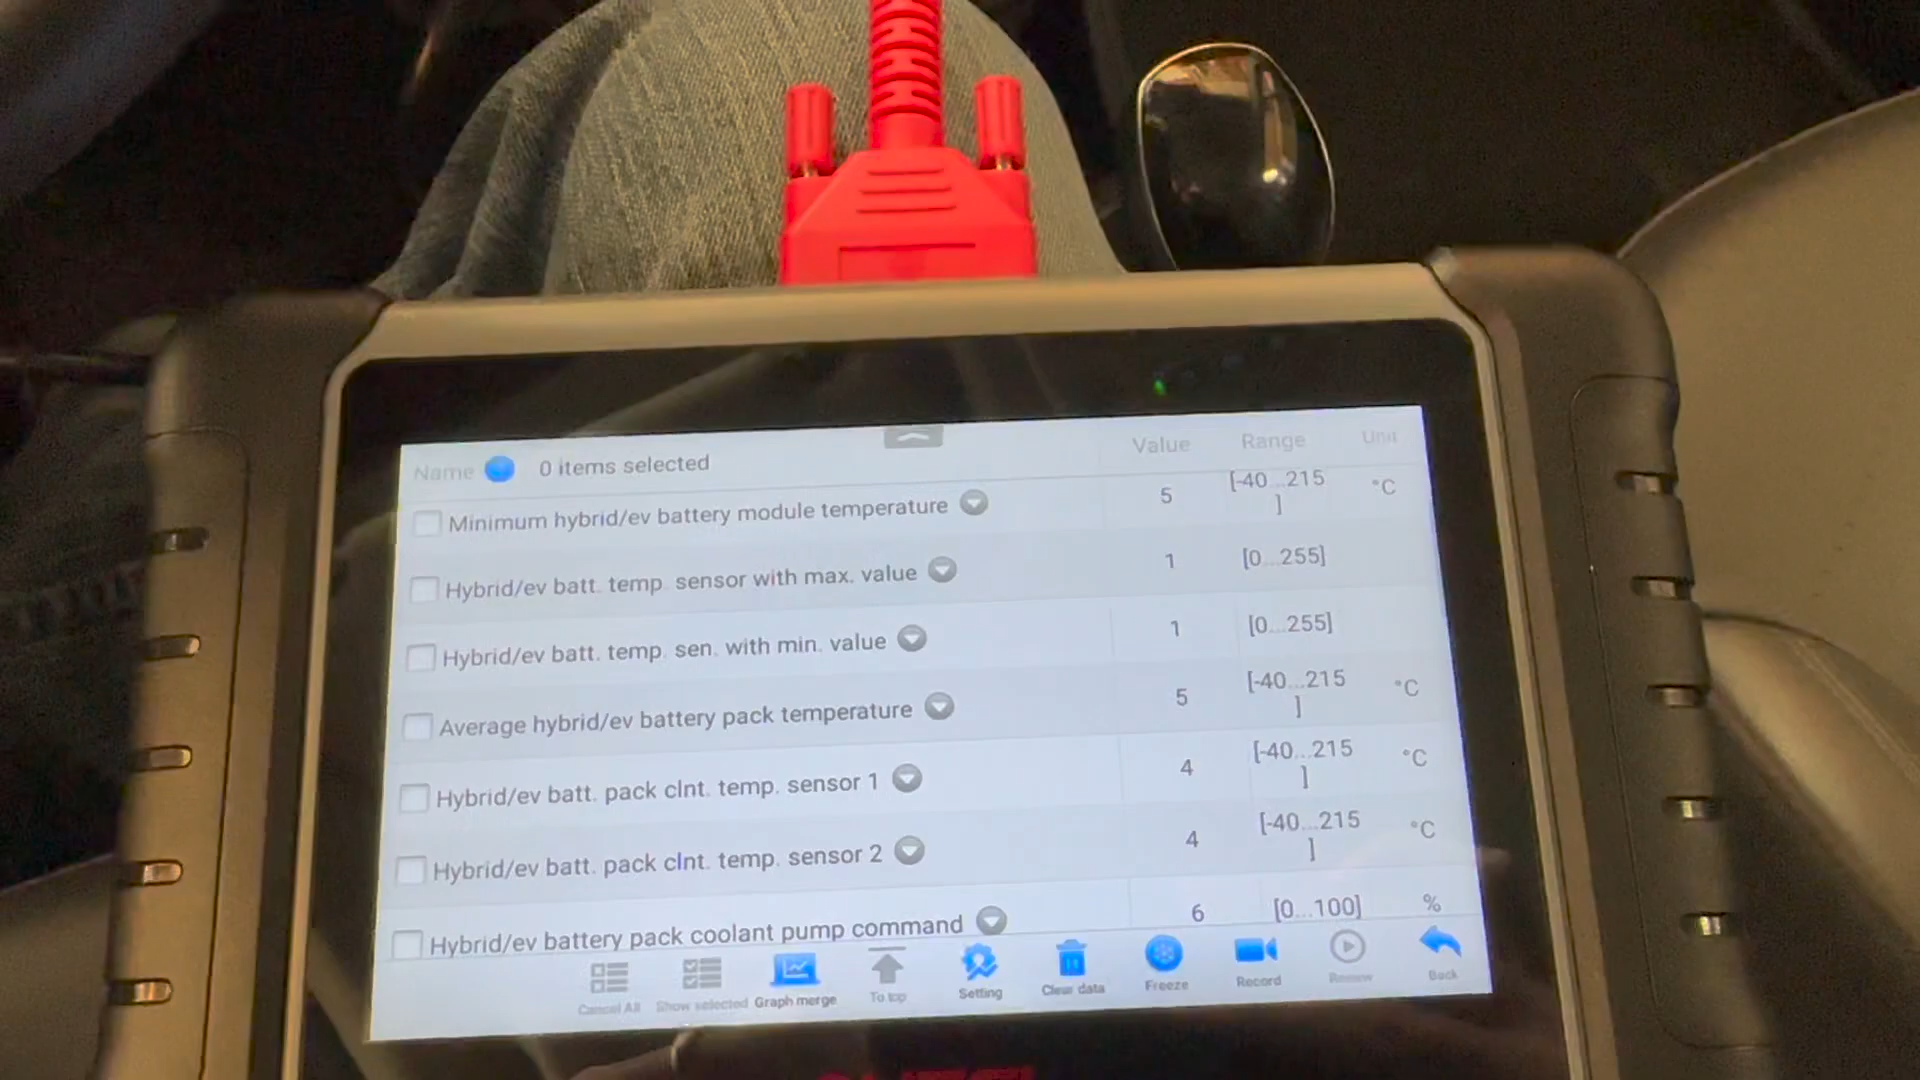 Name 0 items selected Value Range Unit
Minimum hybrid/ev battery module temperature 5 [-40...215] °C
Hybrid/ev batt. temp. sensor with max. value 1 [0...255]
Hybrid/ev batt. temp. sen. with min. value 1 [0...255]
Average hybrid/ev battery pack temperature 5 [-40...215] °C
Hybrid/ev batt. pack clnt. temp. sensor 1 4 [-40...215] °C
Hybrid/ev batt. pack clnt. temp. sensor 2 4 [-40...215] °C
Hybrid/ev battery pack coolant pump command 6 [0...100] %
Cancel All Show selected Graph merge To top Setting Clear data Freeze Record Review Back